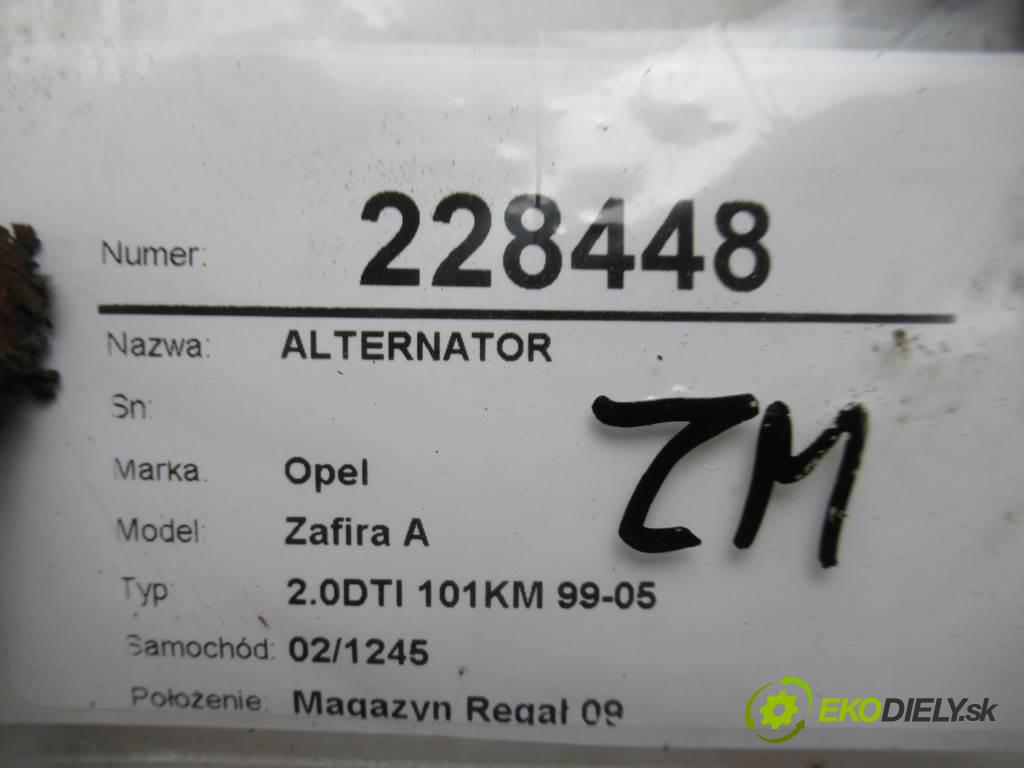 Numer: 228448
Nazwa: ALTERNATOR
Sn:
Marka. Opel
Model: Zafira A
Typ 2.0DTI 101KM 99-05
Samochód: 02/1245
Położenie: Magazyn Regał 09
ZM
EKODIELY.sk